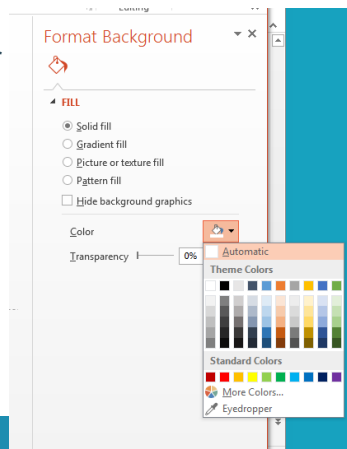 Editing
Format Background
FILL
Solid fill
Gradient fill
Picture or texture fill
Pattern fill
Hide background graphics
Color
Transparency 0%
Automatic
Theme Colors
Standard Colors
More Colors...
Eyedropper